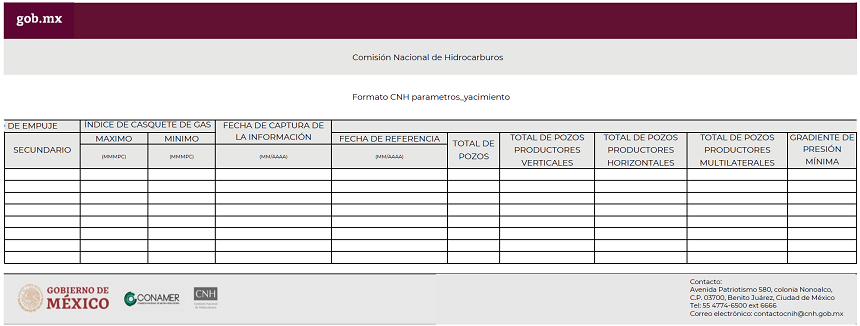 gob.mx
Comisión Nacional de Hidrocarburos
Formato CNH parametros_yacimiento
DE EMPUJE
SECUNDARIO
ÍNDICE DE CASQUETE DE GAS
MAXIMO
(MMMPC)
MINIMO
(MMMPC)
FECHA DE CAPTURA DE
LA INFORMACIÓN
(MM/AAAA)
FECHA DE REFERENCIA
(MM/AAAA)
TOTAL DE
POZOS
TOTAL DE POZOS
PRODUCTORES
VERTICALES
TOTAL DE POZOS
PRODUCTORES
HORIZONTALES
TOTAL DE POZOS
PRODUCTORES
MULTILATERALES
GRADIENTE DE
PRESIÓN
MÍNIMA
GOBIERNO DE
MÉXICO
CONAMER
CNH
Contacto:
Avenida Patriotismo 580, colonia Nonoalco,
C.P. 03700, Benito Juárez, Ciudad de México
Tel: 55 4774-6500 ext 6666
Correo electrónico: contactocnih@cnh.gob.mx